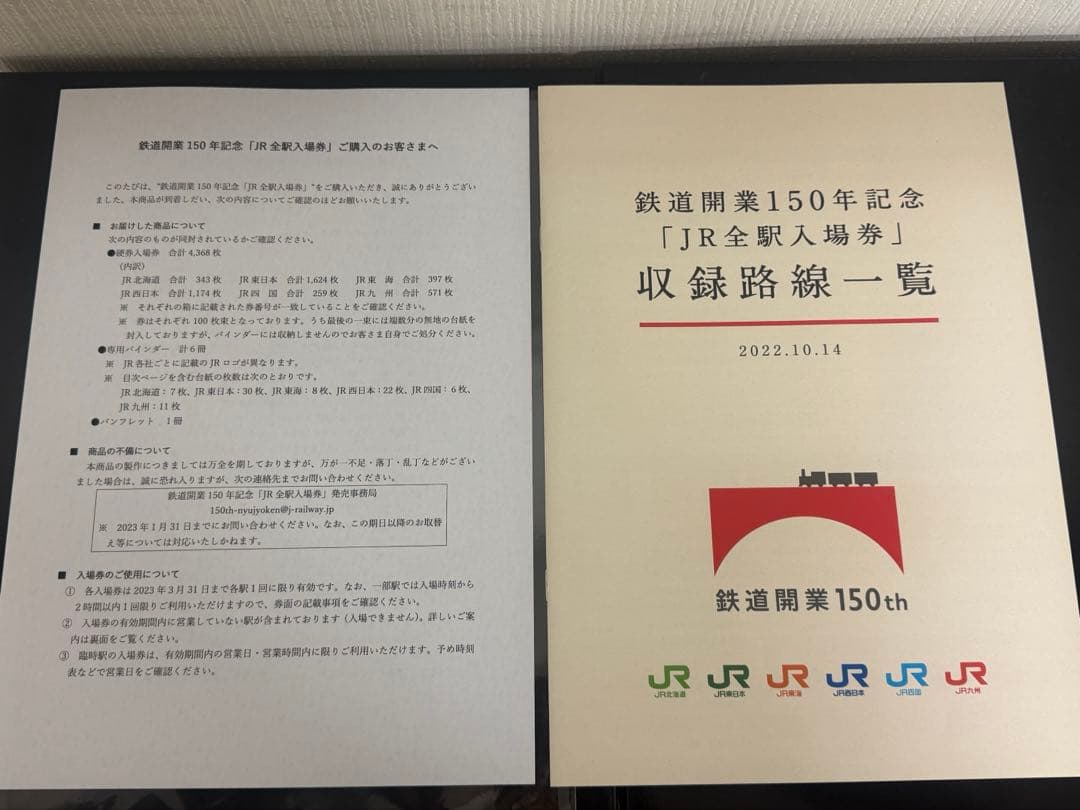 鉄道開業150年記念「JR全駅入場券」ご購入のお客さまへ
このたびは、"鉄道開業150年記念「JR全駅入場券」"をご購入いただき、誠にありがとうござい
ました。本商品が到着しだい、次の内容についてご確認のほどお願いいたします。
■ お届けした商品について
次の内容のものが同封されているかご確認ください。
●硬券入場券 合計4,368枚
（内訳）
JR北海道 合計 343枚 JR東日本 合計1,624枚 JR東 海 合計 397枚
JR西日本 合計1,174枚 JR四 国 合計 259枚 JR九 州 合計 571枚
※ それぞれの箱に記載された券番号が一致していることをご確認ください。
※ 券はそれぞれ100枚束となっております。うち最後の一束には端数分の無地の台紙を
封入しておりますが、バインダーには収納しませんのでお客さま自身でご処分ください。
●専用バインダー 計6冊
※ JR各社ごとに記載のJRロゴが異なります。
※ 目次ページを含む台紙の枚数は次のとおりです。
JR北海道：7枚、JR東日本：30枚、JR東海：8枚、JR西日本：22枚、JR四国：6枚、
JR九州：11枚
●パンフレット 1冊
■ 商品の不備について
本商品の製作につきましては万全を期しておりますが、万が一不足・落丁・乱丁などがござい
ました場合は、誠に恐れ入りますが、次の連絡先までお問い合わせください。
鉄道開業150年記念「JR全駅入場券」発売事務局
150th-nyujyoken@j-railway.jp
※ 2023年1月31日までにお問い合わせください。なお、この期日以降のお取替
え等については対応いたしかねます。
■ 入場券のご使用について
① 各入場券は2023年3月31日まで各駅1回に限り有効です。なお、一部駅では入場時刻から
2時間以内1回限りご利用いただけますので、券面の記載事項をご確認ください。
② 入場券の有効期間内に営業していない駅が含まれております（入場できません）。詳しいご案
内は裏面をご覧ください。
③ 臨時駅の入場券は、有効期間内の営業日・営業時間内に限りご利用いただけます。予め時刻
表などで営業日をご確認ください。
鉄道開業150年記念
「JR全駅入場券」
収録路線一覧
2022.10.14
鉄道開業150th
JR JR JR JR JR JR
JR北海道 JR東日本 JR東海 JR西日本 JR四国 JR九州